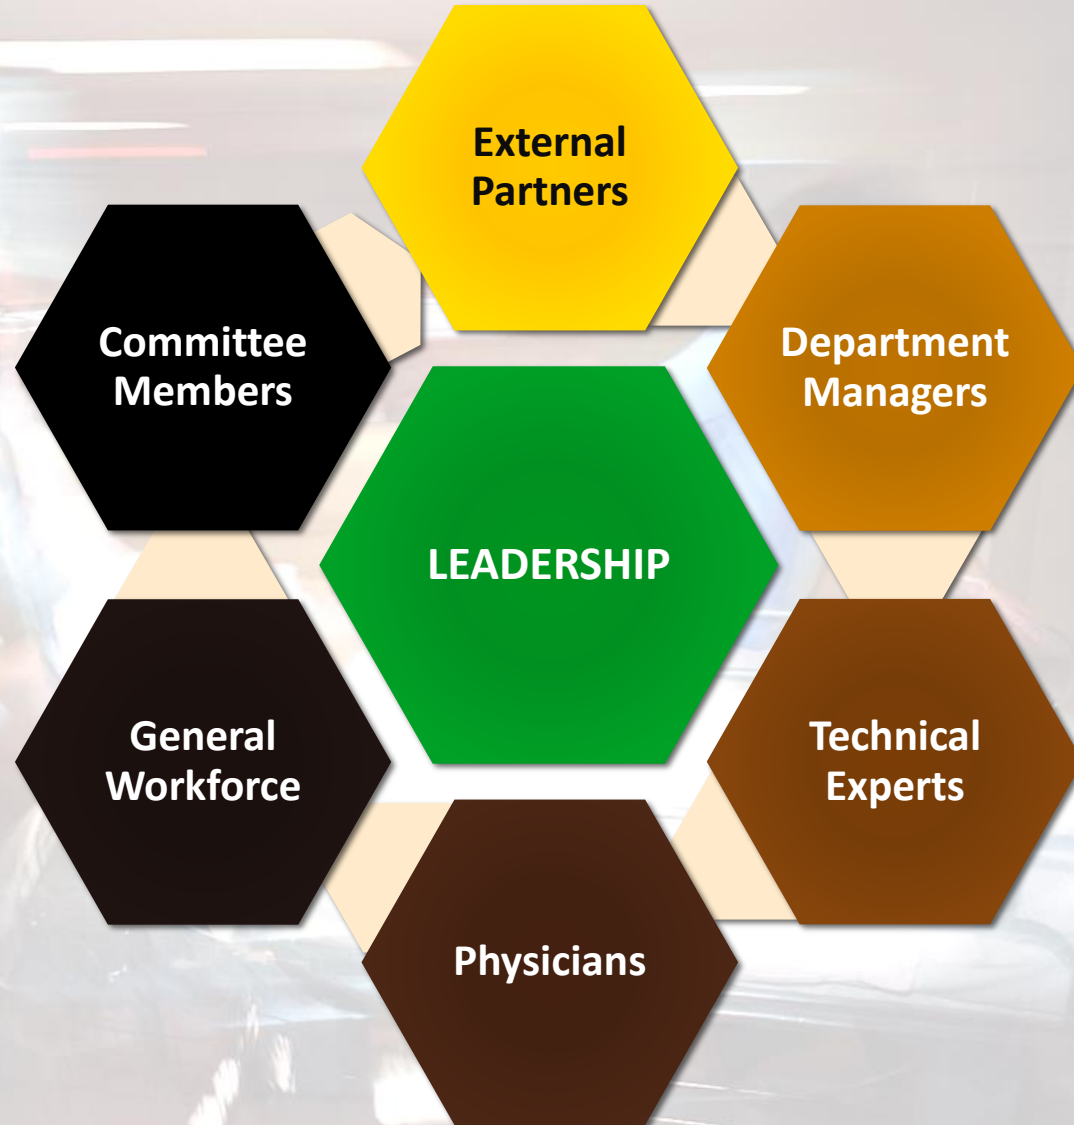 External
Partners
Committee
Members
Department
Managers
LEADERSHIP
General
Workforce
Technical
Experts
Physicians